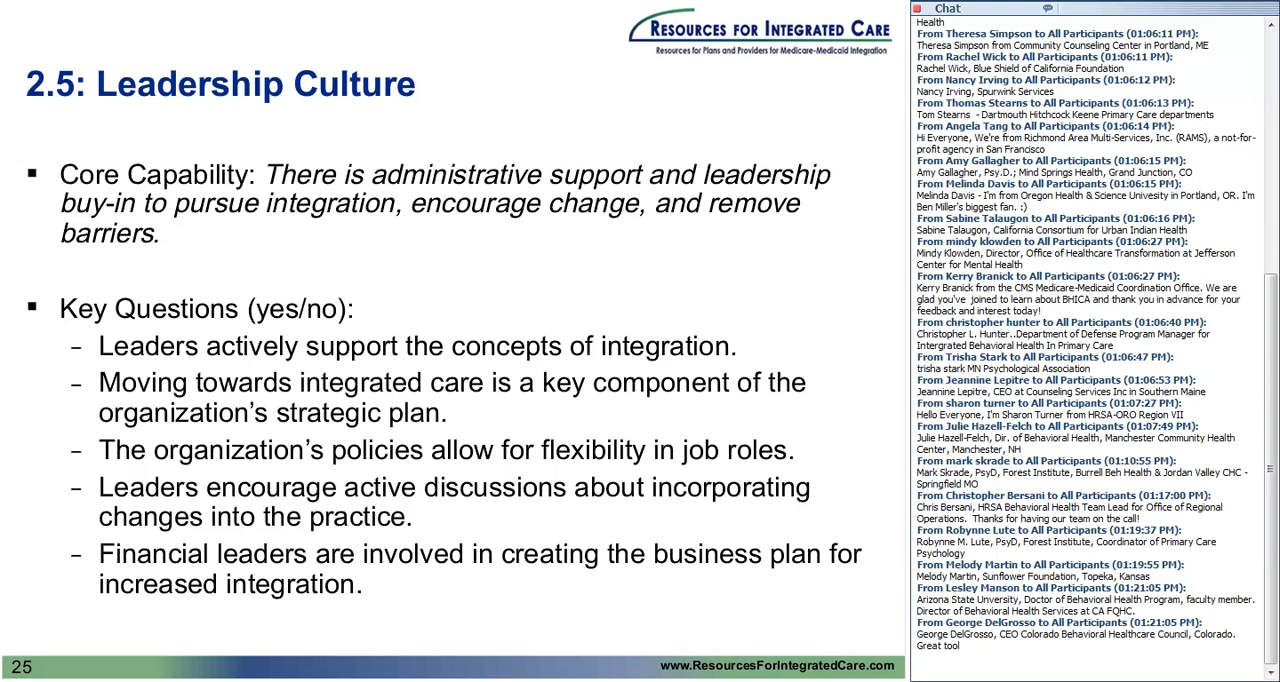 RESOURCES FOR INTEGRATED CARE
Resources for Plans and Providers for Medicare-Medicaid Integration
2.5: Leadership Culture
▪ Core Capability: There is administrative support and leadership
buy-in to pursue integration, encourage change, and remove
barriers.
▪ Key Questions (yes/no):
– Leaders actively support the concepts of integration.
– Moving towards integrated care is a key component of the
organization’s strategic plan.
– The organization’s policies allow for flexibility in job roles.
– Leaders encourage active discussions about incorporating
changes into the practice.
– Financial leaders are involved in creating the business plan for
increased integration.
25
www.ResourcesForIntegratedCare.com
Chat
Health
From Theresa Simpson to All Participants (01:06:11 PM):
Theresa Simpson from Community Counseling Center in Portland, ME
From Rachel Wick to All Participants (01:06:11 PM):
Rachel Wick, Blue Shield of California Foundation
From Nancy Irving to All Participants (01:06:12 PM):
Nancy Irving, Spurwink Services
From Thomas Stearns to All Participants (01:06:13 PM):
Tom Stearns - Dartmouth Hitchcock Keene Primary Care departments
From Angela Tang to All Participants (01:06:14 PM):
Hi Everyone, We're from Richmond Area Multi-Services, Inc. (RAMS), a not-for-
profit agency in San Francisco
From Amy Gallagher to All Participants (01:06:15 PM):
Amy Gallagher, Psy.D.; Mind Springs Health, Grand Junction, CO
From Melinda Davis to All Participants (01:06:15 PM):
Melinda Davis - I'm from Oregon Health & Science Univesity in Portland, OR. I'm
Ben Miller's biggest fan. :)
From Sabine Talaugon to All Participants (01:06:16 PM):
Sabine Talaugon, California Consortium for Urban Indian Health
From mindy klowden to All Participants (01:06:27 PM):
Mindy Klowden, Director, Office of Healthcare Transformation at Jefferson
Center for Mental Health
From Kerry Branick to All Participants (01:06:27 PM):
Kerry Branick from the CMS Medicare-Medicaid Coordination Office. We are
glad you've joined to learn about BHICA and thank you in advance for your
feedback and interest today!
From christopher hunter to All Participants (01:06:40 PM):
Christopher L. Hunter..Department of Defense Program Manager for
Intergrated Behavioral Health In Primary Care
From Trisha Stark to All Participants (01:06:47 PM):
trisha stark MN Psychological Association
From Jeannine Lepitre to All Participants (01:06:53 PM):
Jeannine Lepitre, CEO at Counseling Services Inc in Southern Maine
From sharon turner to All Participants (01:07:27 PM):
Hello Everyone, I'm Sharon Turner from HRSA-ORO Region VII
From Julie Hazell-Felch to All Participants (01:07:49 PM):
Julie Hazell-Felch, Dir. of Behavioral Health, Manchester Community Health
Center, Manchester, NH
From mark skrade to All Participants (01:10:55 PM):
Mark Skrade, PsyD, Forest Institute, Burrell Beh Health & Jordan Valley CHC -
Springfield MO
From Christopher Bersani to All Participants (01:17:00 PM):
Chris Bersani, HRSA Behavioral Health Team Lead for Office of Regional
Operations. Thanks for having our team on the call!
From Robynne Lute to All Participants (01:19:37 PM):
Robynne M. Lute, PsyD, Forest Institute, Coordinator of Primary Care
Psychology
From Melody Martin to All Participants (01:19:55 PM):
Melody Martin, Sunflower Foundation, Topeka, Kansas
From Lesley Manson to All Participants (01:21:05 PM):
Arizona State Unversity, Doctor of Behavioral Health Program, faculty member.
Director of Behavioral Health Services at CA FQHC.
From George DelGrosso to All Participants (01:21:05 PM):
George DelGrosso, CEO Colorado Behavioral Healthcare Council, Colorado.
Great tool